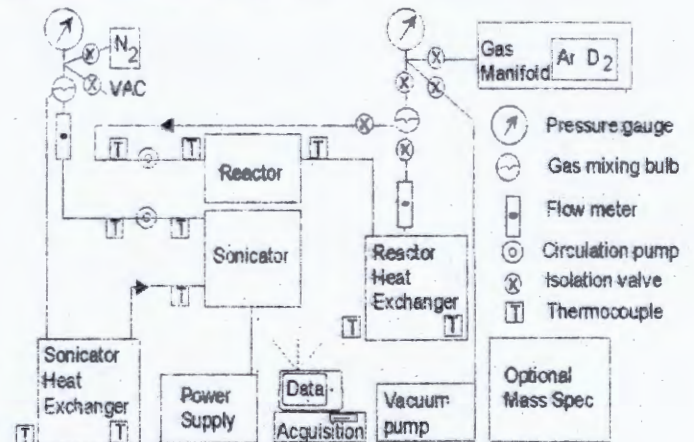 N2
VAC
Gas
Manifold
Ar D2
Pressure gauge
Gas mixing bulb
Flow meter
Circulation pump
Isolation valve
Thermocouple
X
X
X
X
X
X
X
X
T
T
T
Reactor
T
T
Sonicator
T
Reactor
Heat
Exchanger
T
T
T
Sonicator
Heat
Exchanger
T
T
Power
Supply
Data
Acquisition
Vacuum
pump
Optional
Mass Spec